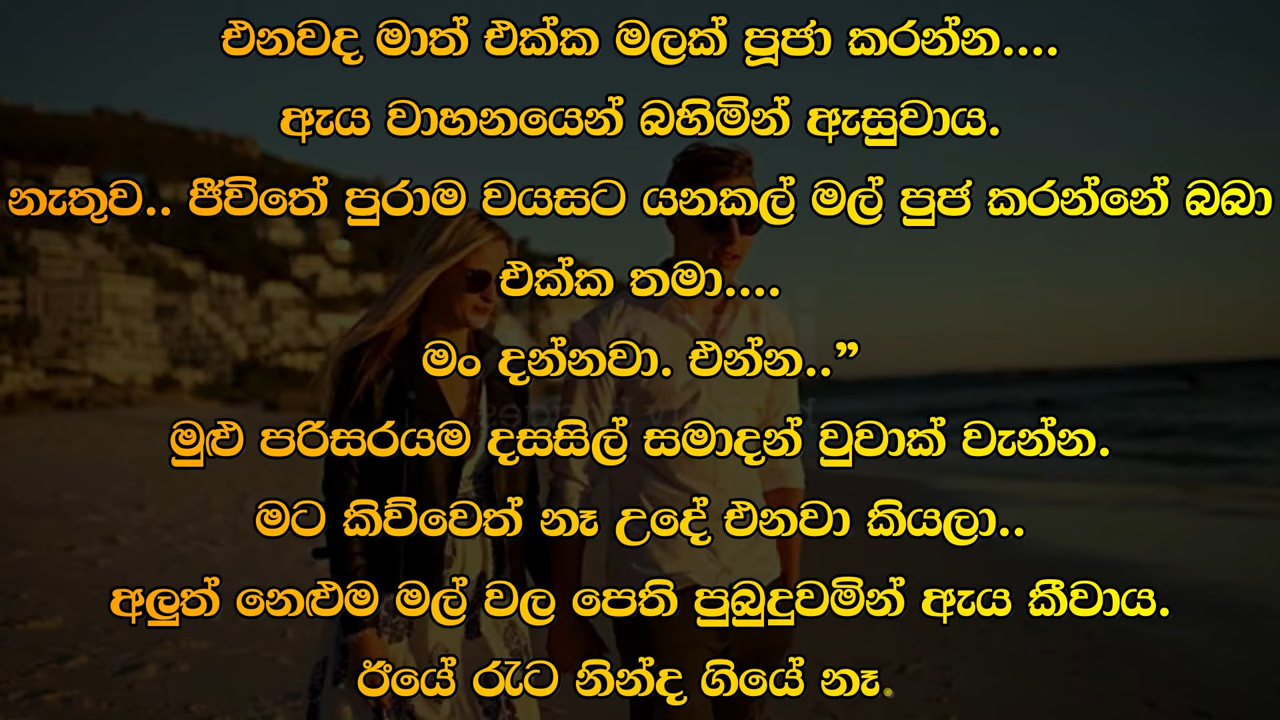 එනවද මාත් එක්ක මලක් පූජා කරන්න....
ඇය වාහනයෙන් බහිමින් ඇසුවාය.
නැතුව.. ජීවිතේ පුරාම වයසට යනකල් මල් පුජ කරන්නේ බබා
එක්ක තමා....
මං දන්නවා. එන්න..”
මුළු පරිසරයම දසසිල් සමාදන් වුවාක් වැන්න.
මට කිව්වෙත් නෑ උදේ එනවා කියලා..
අලුත් නෙළුම මල් වල පෙති පුබුදුවමින් ඇය කීවාය.
ඊයේ රැට නින්ද ගියේ නෑ.